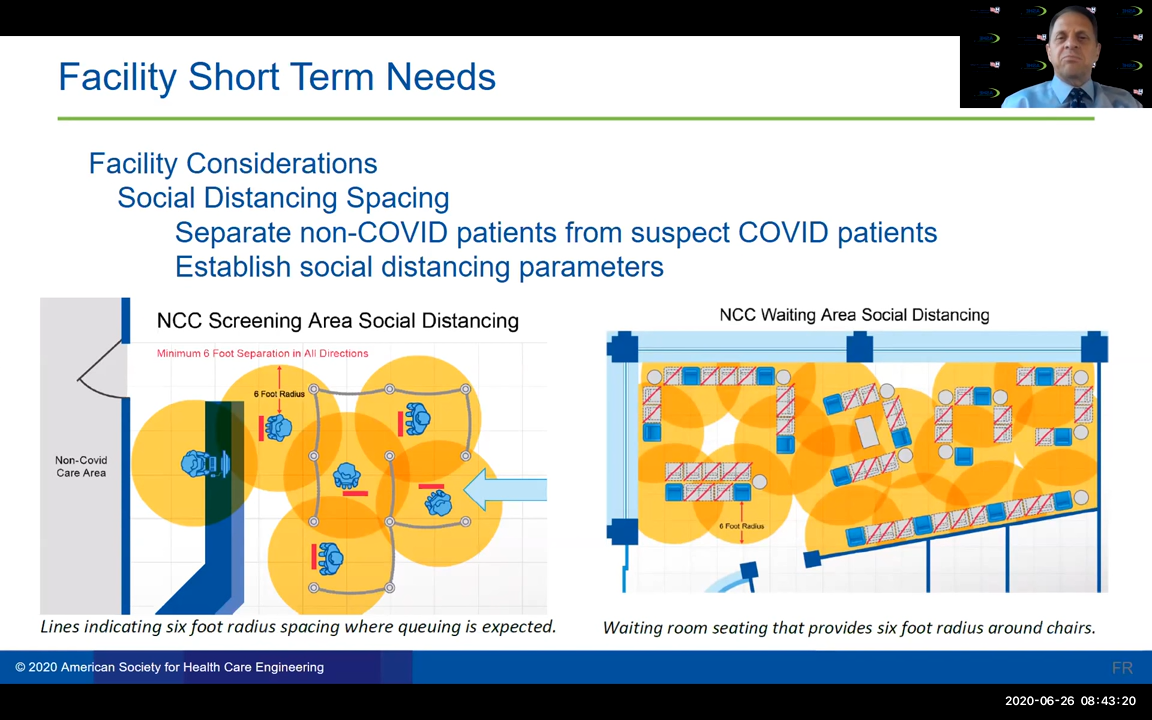 Facility Short Term Needs
Facility Considerations
Social Distancing Spacing
Separate non-COVID patients from suspect COVID patients
Establish social distancing parameters
NCC Screening Area Social Distancing
Minimum 6 Foot Separation in All Directions
6 Foot Radius
Non-Covid
Care Area
Lines indicating six foot radius spacing where queuing is expected.
NCC Waiting Area Social Distancing
6 Foot Radius
Waiting room seating that provides six foot radius around chairs.
© 2020 American Society for Health Care Engineering
FR
2020-06-26 08:43:20